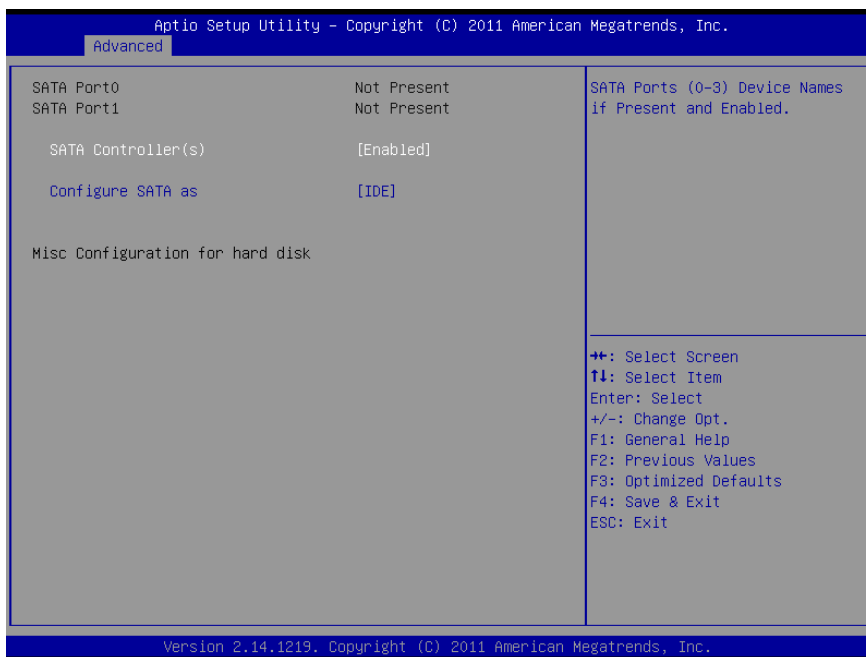 Aptio Setup Utility – Copyright (C) 2011 American Megatrends, Inc.
Advanced
SATA Port0 Not Present
SATA Port1 Not Present
SATA Controller(s) [Enabled]
Configure SATA as [IDE]
Misc Configuration for hard disk
SATA Ports (0-3) Device Names
if Present and Enabled.
→←: Select Screen
↑↓: Select Item
Enter: Select
+/-: Change Opt.
F1: General Help
F2: Previous Values
F3: Optimized Defaults
F4: Save & Exit
ESC: Exit
Version 2.14.1219. Copyright (C) 2011 American Megatrends, Inc.